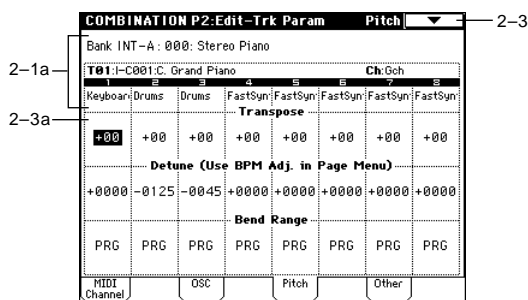 COMBINATION P2:Edit-Trk Param Pitch
2–3
Bank INT-A: 000: Stereo Piano
2–1a
T01:I-C001:C. Grand Piano Ch:Gch
1 2 3 4 5 6 7 8
Keyboar Drums Drums FastSyn FastSyn FastSyn FastSyn FastSyn
2–3a
Transpose
+00 +00 +00 +00 +00 +00 +00 +00
Detune (Use BPM Adj. in Page Menu)
+0000 -0125 -0045 +0000 +0000 +0000 +0000 +0000
Bend Range
PRG PRG PRG PRG PRG PRG PRG PRG
MIDI Channel OSC Pitch Other